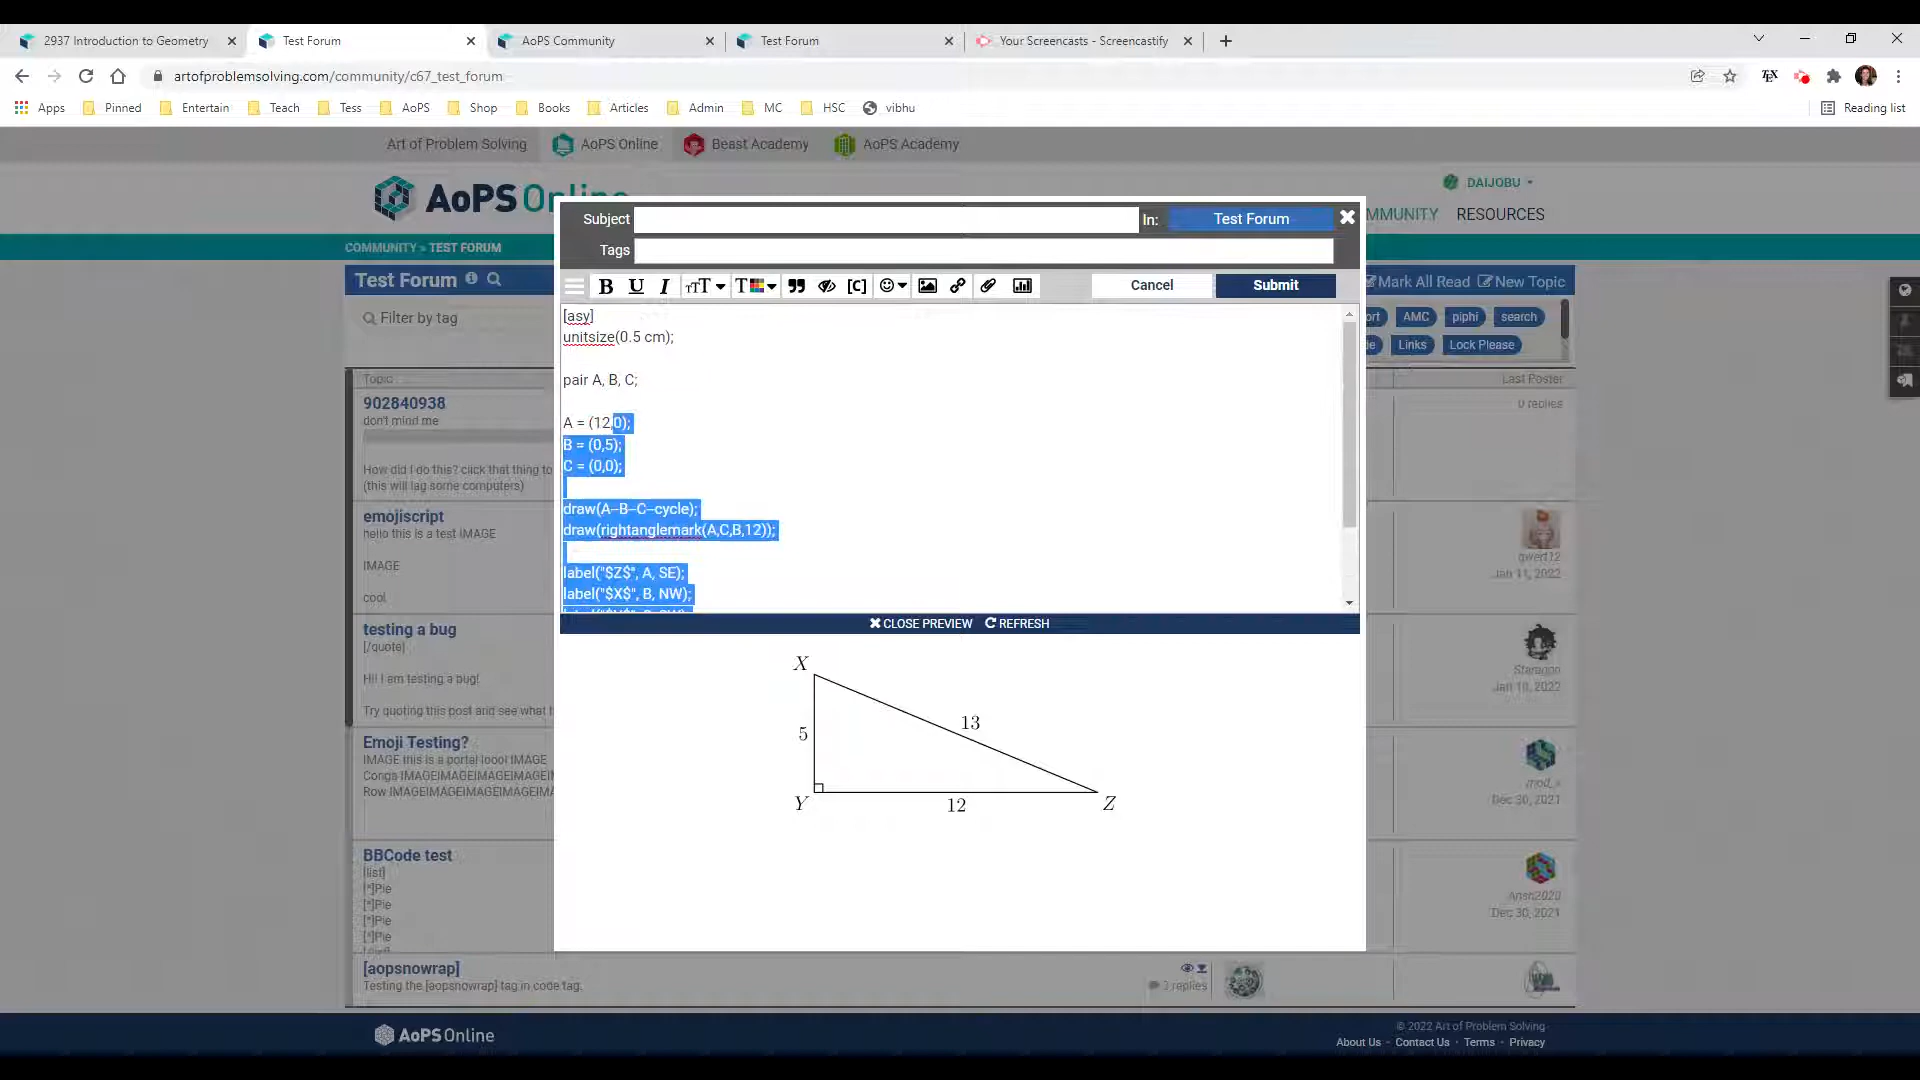 2937 Introduction to Geometry
Test Forum
AoPS Community
Test Forum
Your Screencasts - Screencastify
artofproblemsolving.com/community/c67_test_forum
Apps
Pinned
Entertain
Teach
Tess
AoPS
Shop
Books
Articles
Admin
MC
HSC
vibhu
Reading list
Art of Problem Solving
AoPS Online
Beast Academy
AoPS Academy
AoPS
DAIJOBU
RESOURCES
COMMUNITY » TEST FORUM
Subject
In:
Test Forum
Tags
Test Forum
Mark All Read
New Topic
Filter by tag
AMC
piphi
search
Links
Lock Please
B U I
Cancel
Submit
[asy]
unitsize(0.5 cm);
pair A, B, C;
A = (12,0);
B = (0,5);
C = (0,0);
draw(A--B--C--cycle);
draw(rightanglemark(A,C,B,12));
label("$Z$", A, SE);
label("$X$", B, NW);
CLOSE PREVIEW
REFRESH
X
5
13
Y
12
Z
Topic
Last Poster
902840938
don't mind me
0 replies
How did I do this? click that thing to
(this will lag some computers)
emojiscript
hello this is a test IMAGE
IMAGE
cool
qwert12
Jan 11, 2022
testing a bug
[/quote]
Hi! I am testing a bug!
Try quoting this post and see what
Staragon
Emoji Testing?
IMAGE this is a portal loool IMAGE
Conga IMAGEIMAGEIMAGEIMAGE
Row IMAGEIMAGEIMAGEIMAGE
mod_x
Dec 30, 2021
BBCode test
[list]
[*]Pie
[*]Pie
[*]Pie
[*]Pie
Dec 30, 2021
[aopsnowrap]
Testing the [aopsnowrap] tag in code tag.
replies
AoPS Online
© 2022 Art of Problem Solving
About Us • Contact Us • Terms • Privacy